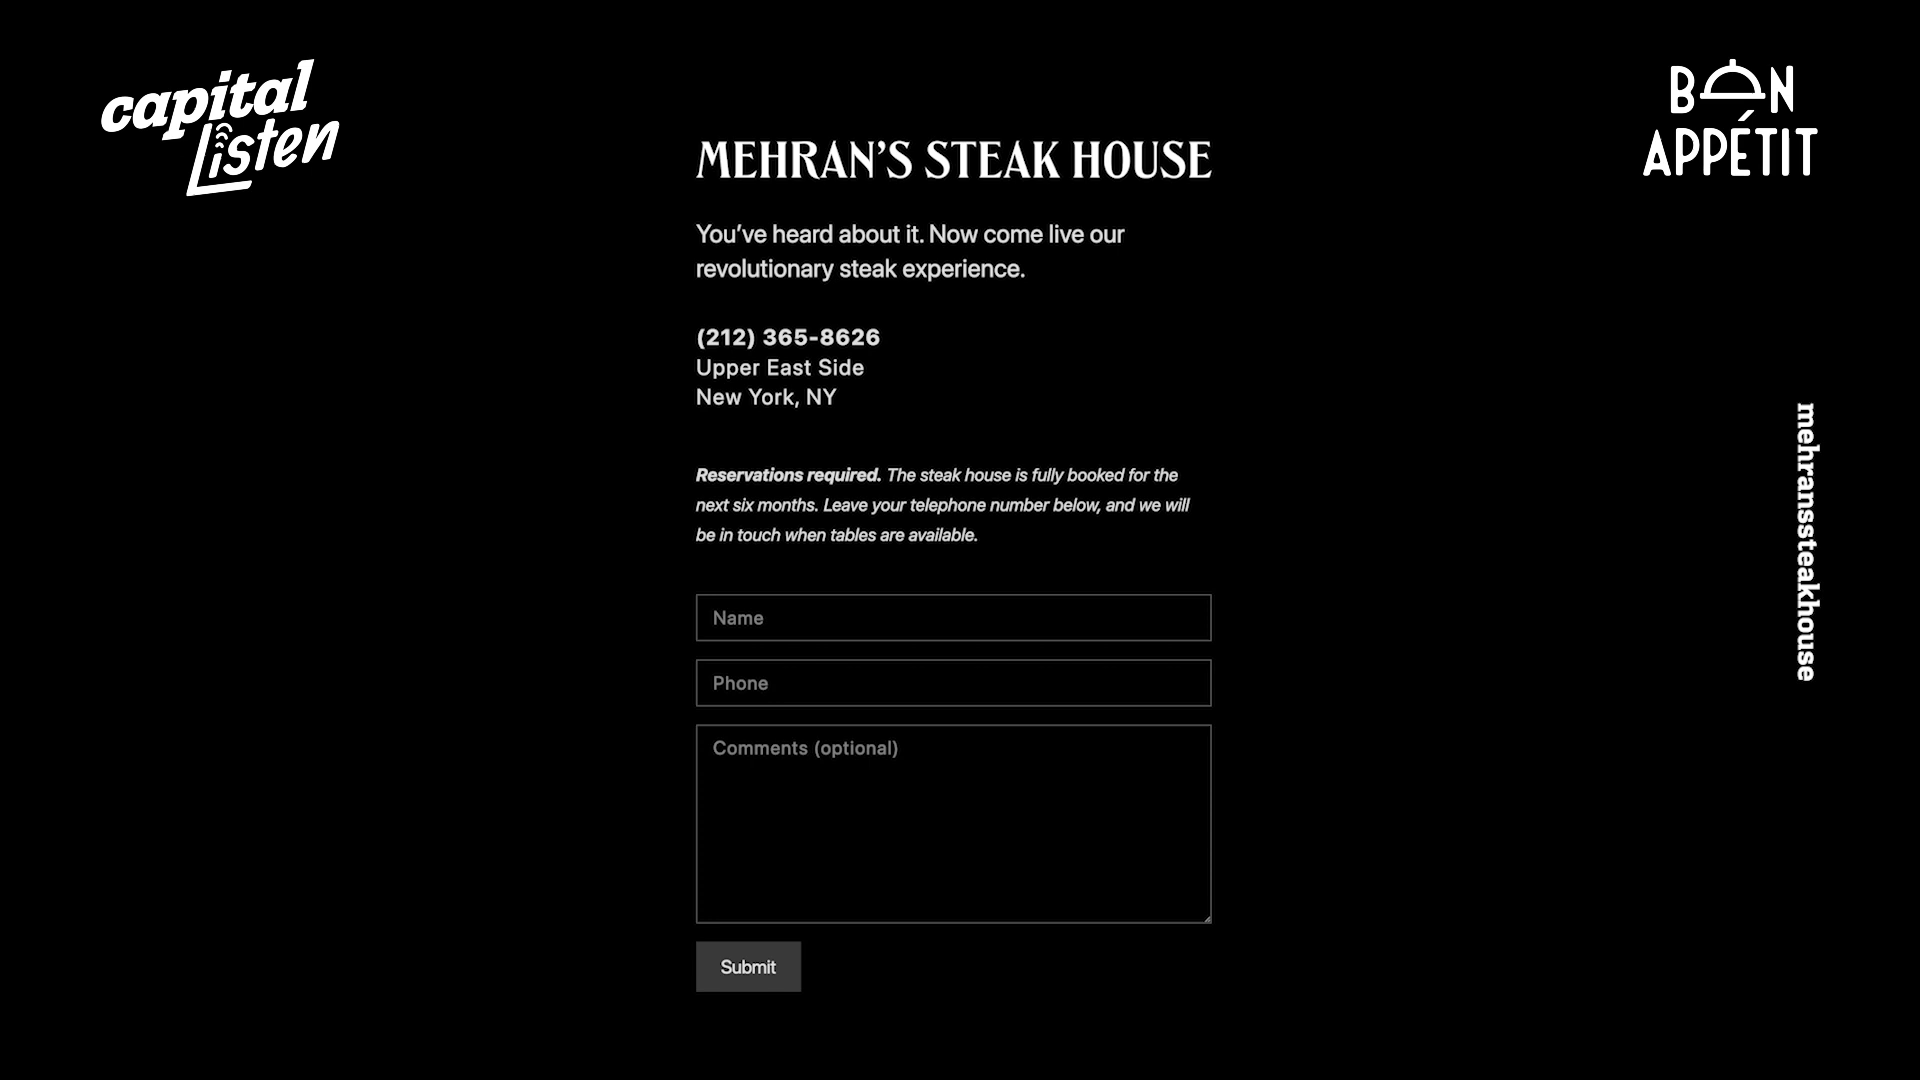 capital
Listen
BON
APPÉTIT
MEHRAN’S STEAK HOUSE
You’ve heard about it. Now come live our
revolutionary steak experience.
(212) 365-8626
Upper East Side
New York, NY
Reservations required. The steak house is fully booked for the
next six months. Leave your telephone number below, and we will
be in touch when tables are available.
Name
Phone
Comments (optional)
Submit
mehranssteakhouse